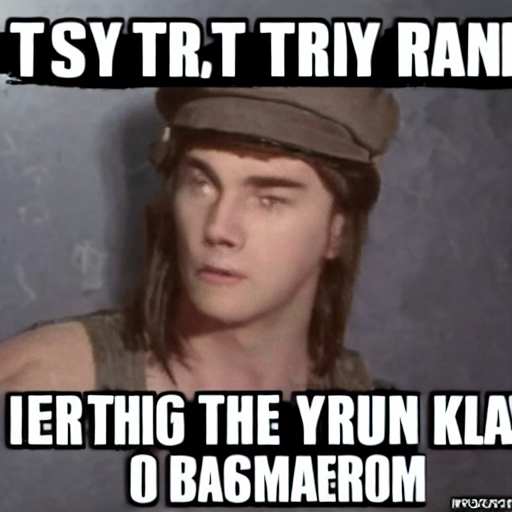 TSY TR,T TRIY RANI
IERTHIG THE YRUN KLA
O BA6MAEROM